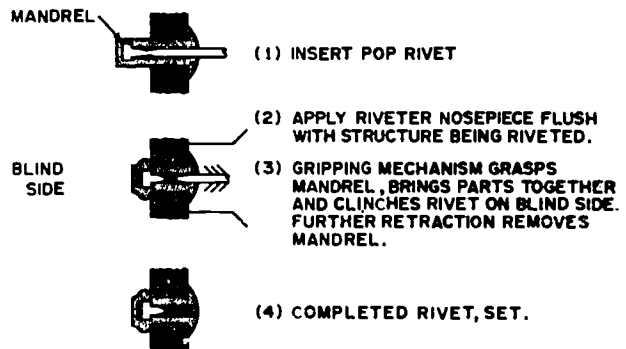 MANDREL
(1) INSERT POP RIVET
(2) APPLY RIVETER NOSEPIECE FLUSH
WITH STRUCTURE BEING RIVETED.
BLIND
SIDE
(3) GRIPPING MECHANISM GRASPS
MANDREL, BRINGS PARTS TOGETHER
AND CLINCHES RIVET ON BLIND SIDE.
FURTHER RETRACTION REMOVES
MANDREL.
(4) COMPLETED RIVET, SET.